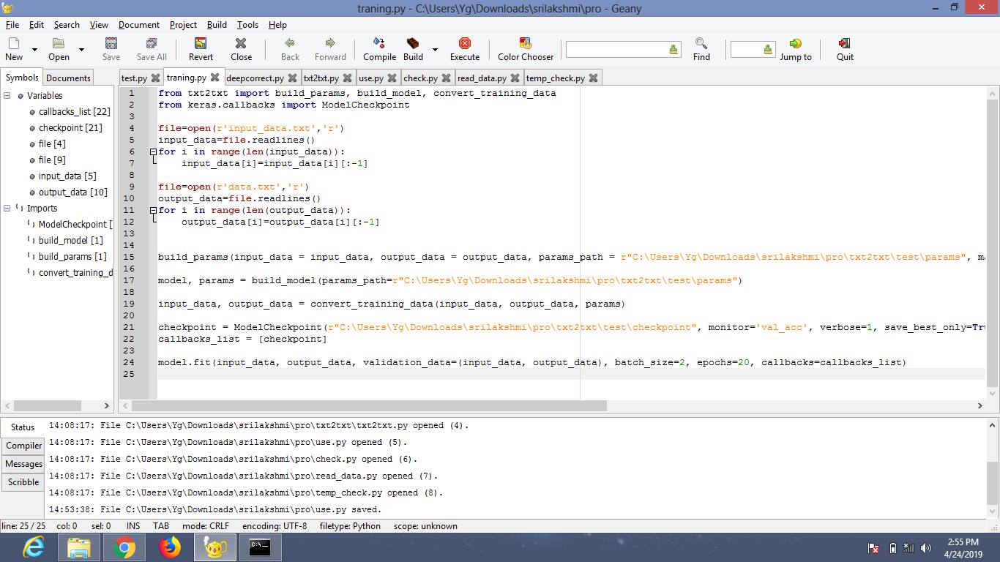 traning.py - C:\Users\Yg\Downloads\srilakshmi\pro - Geany
File Edit Search View Document Project Build Tools Help
New Open Save Save All Revert Close Back Forward Compile Build Execute Color Chooser Find Jump to Quit
Symbols Documents test.py traning.py deepcorrect.py txt2txt.py use.py check.py read_data.py temp_check.py
Variables
callbacks_list [22]
checkpoint [21]
file [4]
file [9]
input_data [5]
output_data [10]
Imports
ModelCheckpoint [
build_model [1]
build_params [1]
convert_training_d
1 from txt2txt import build_params, build_model, convert_training_data
2 from keras.callbacks import ModelCheckpoint
3
4 file=open(r'input_data.txt','r')
5 input_data=file.readlines()
6 for i in range(len(input_data)):
7 input_data[i]=input_data[i][:-1]
8
9 file=open(r'data.txt','r')
10 output_data=file.readlines()
11 for i in range(len(output_data)):
12 output_data[i]=output_data[i][:-1]
13
14
15 build_params(input_data = input_data, output_data = output_data, params_path = r"C:\Users\Yg\Downloads\srilakshmi\pro\txt2txt\test\params", ma
16
17 model, params = build_model(params_path=r"C:\Users\Yg\Downloads\srilakshmi\pro\txt2txt\test\params")
18
19 input_data, output_data = convert_training_data(input_data, output_data, params)
20
21 checkpoint = ModelCheckpoint(r"C:\Users\Yg\Downloads\srilakshmi\pro\txt2txt\test\checkpoint", monitor='val_acc', verbose=1, save_best_only=Tru
22 callbacks_list = [checkpoint]
23
24 model.fit(input_data, output_data, validation_data=(input_data, output_data), batch_size=2, epochs=20, callbacks=callbacks_list)
25
Status
Compiler
Messages
Scribble
14:08:17: File C:\Users\Yg\Downloads\srilakshmi\pro\txt2txt\txt2txt.py opened (4).
14:08:17: File C:\Users\Yg\Downloads\srilakshmi\pro\use.py opened (5).
14:08:17: File C:\Users\Yg\Downloads\srilakshmi\pro\check.py opened (6).
14:08:17: File C:\Users\Yg\Downloads\srilakshmi\pro\read_data.py opened (7).
14:08:17: File C:\Users\Yg\Downloads\srilakshmi\pro\temp_check.py opened (8).
14:53:38: File C:\Users\Yg\Downloads\srilakshmi\pro\use.py saved.
line: 25 / 25 col: 0 sel: 0 INS TAB mode: CRLF encoding: UTF-8 filetype: Python scope: unknown
C:\_
2:55 PM
4/24/2019